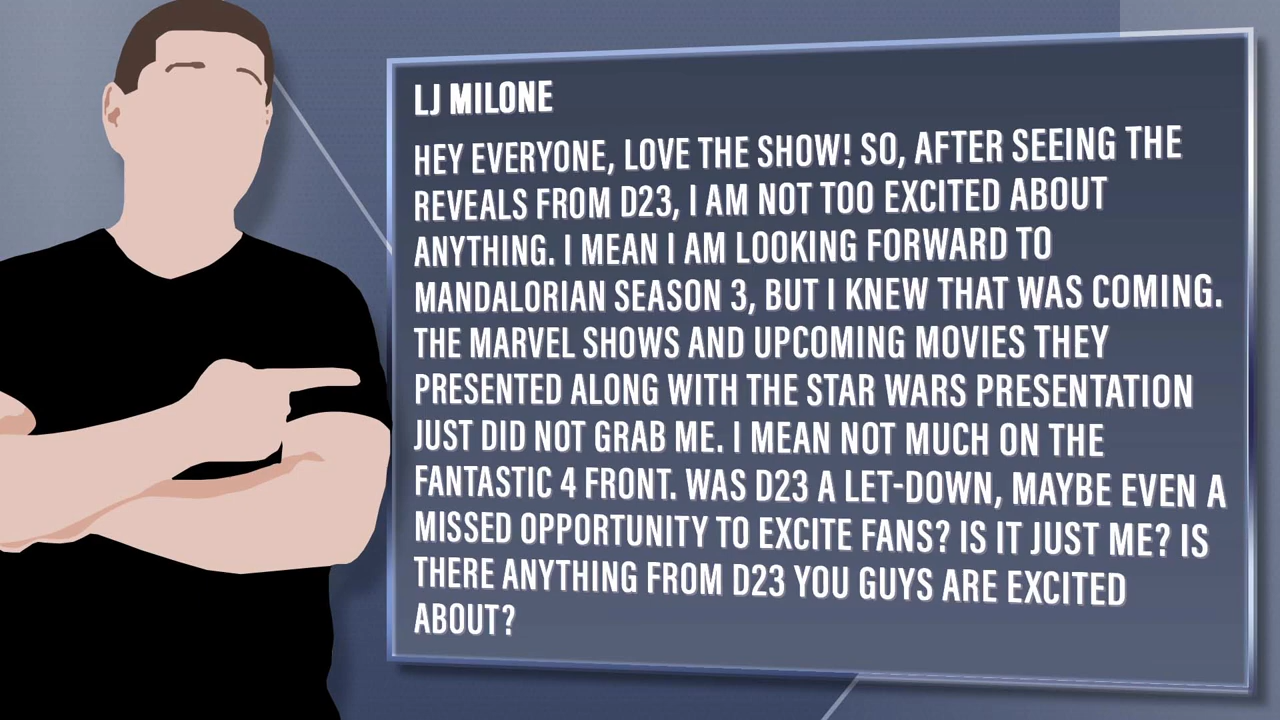 LJ MILONE
HEY EVERYONE, LOVE THE SHOW! SO, AFTER SEEING THE
REVEALS FROM D23, I AM NOT TOO EXCITED ABOUT
ANYTHING. I MEAN I AM LOOKING FORWARD TO
MANDALORIAN SEASON 3, BUT I KNEW THAT WAS COMING.
THE MARVEL SHOWS AND UPCOMING MOVIES THEY
PRESENTED ALONG WITH THE STAR WARS PRESENTATION
JUST DID NOT GRAB ME. I MEAN NOT MUCH ON THE
FANTASTIC 4 FRONT. WAS D23 A LET-DOWN, MAYBE EVEN A
MISSED OPPORTUNITY TO EXCITE FANS? IS IT JUST ME? IS
THERE ANYTHING FROM D23 YOU GUYS ARE EXCITED
ABOUT?